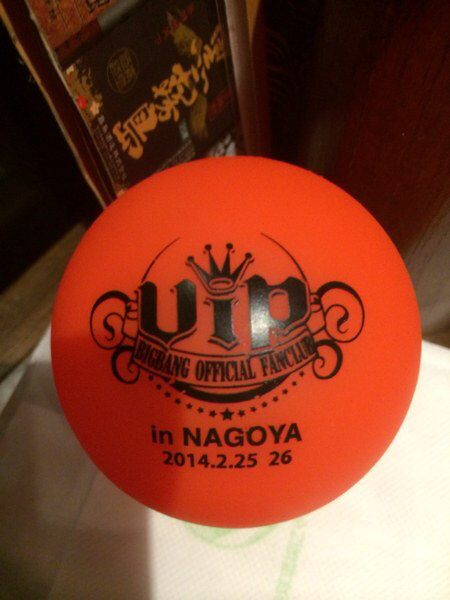 VIP
BIGBANG OFFICIAL FANCLUB
in NAGOYA
2014.2.25 26